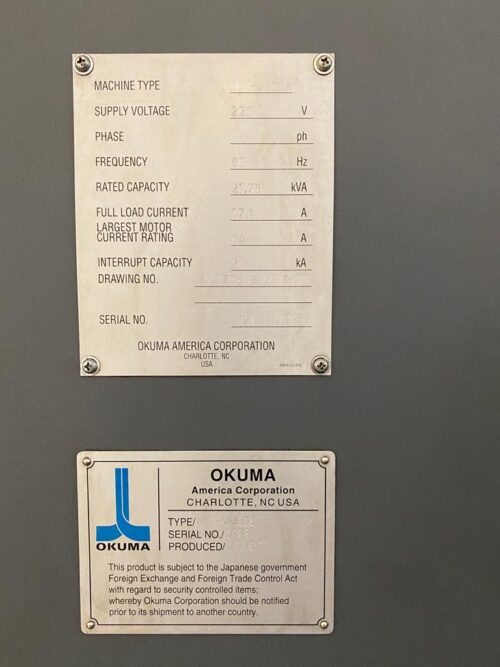 MACHINE TYPE
SUPPLY VOLTAGE 220 V
PHASE ph
FREQUENCY Hz
RATED CAPACITY kVA
FULL LOAD CURRENT A
LARGEST MOTOR
CURRENT RATING A
INTERRUPT CAPACITY kA
DRAWING NO.
SERIAL NO.
OKUMA AMERICA CORPORATION
CHARLOTTE, NC
USA
OKUMA
America Corporation
CHARLOTTE, NC USA
OKUMA
TYPE/
SERIAL NO./
PRODUCED/
This product is subject to the Japanese government
Foreign Exchange and Foreign Trade Control Act
with regard to security controlled items;
whereby Okuma Corporation should be notified
prior to its shipment to another country.